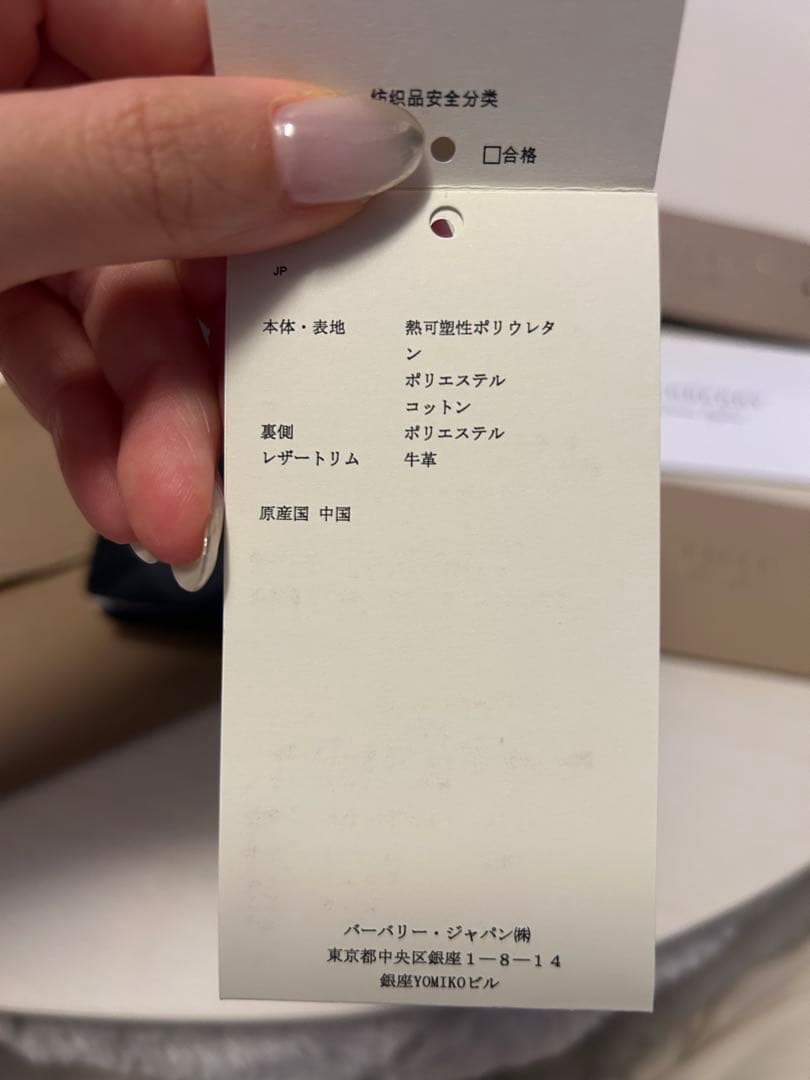 纺织品安全分类
□合格
JP
本体・表地 熱可塑性ポリウレタ
ン
ポリエステル
コットン
裏側 ポリエステル
レザートリム 牛革
原産国 中国
バーバリー・ジャパン㈱
東京都中央区銀座1―8―14
銀座YOMIKOビル